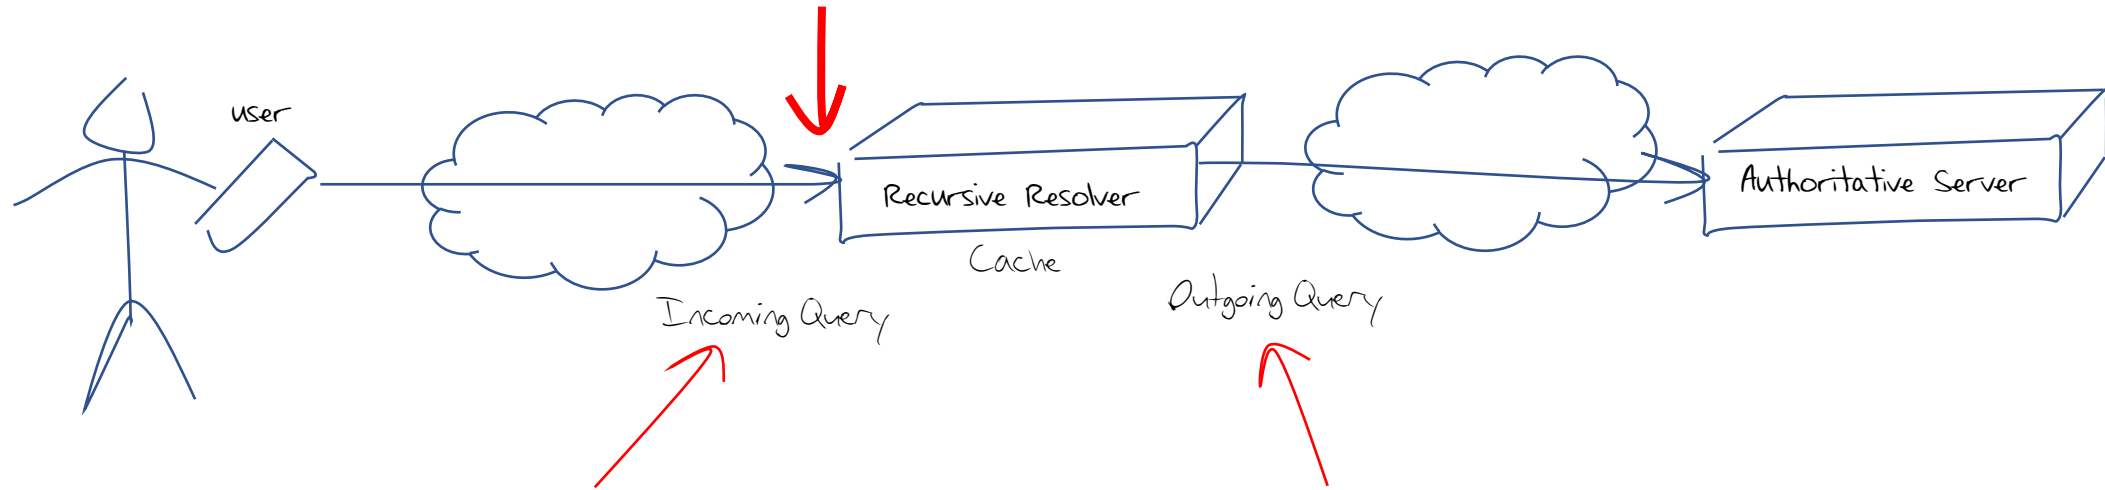 user
Recursive Resolver
Authoritative Server
Cache
Incoming Query
Outgoing Query